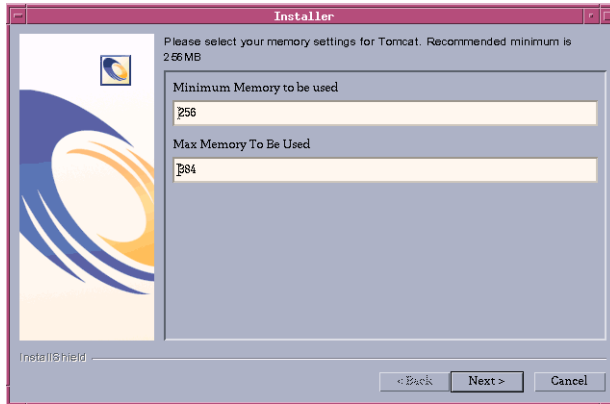 Installer
Please select your memory settings for Tomcat. Recommended minimum is
256MB
Minimum Memory to be used
256
Max Memory To Be Used
384
InstallShield
< Back
Next >
Cancel